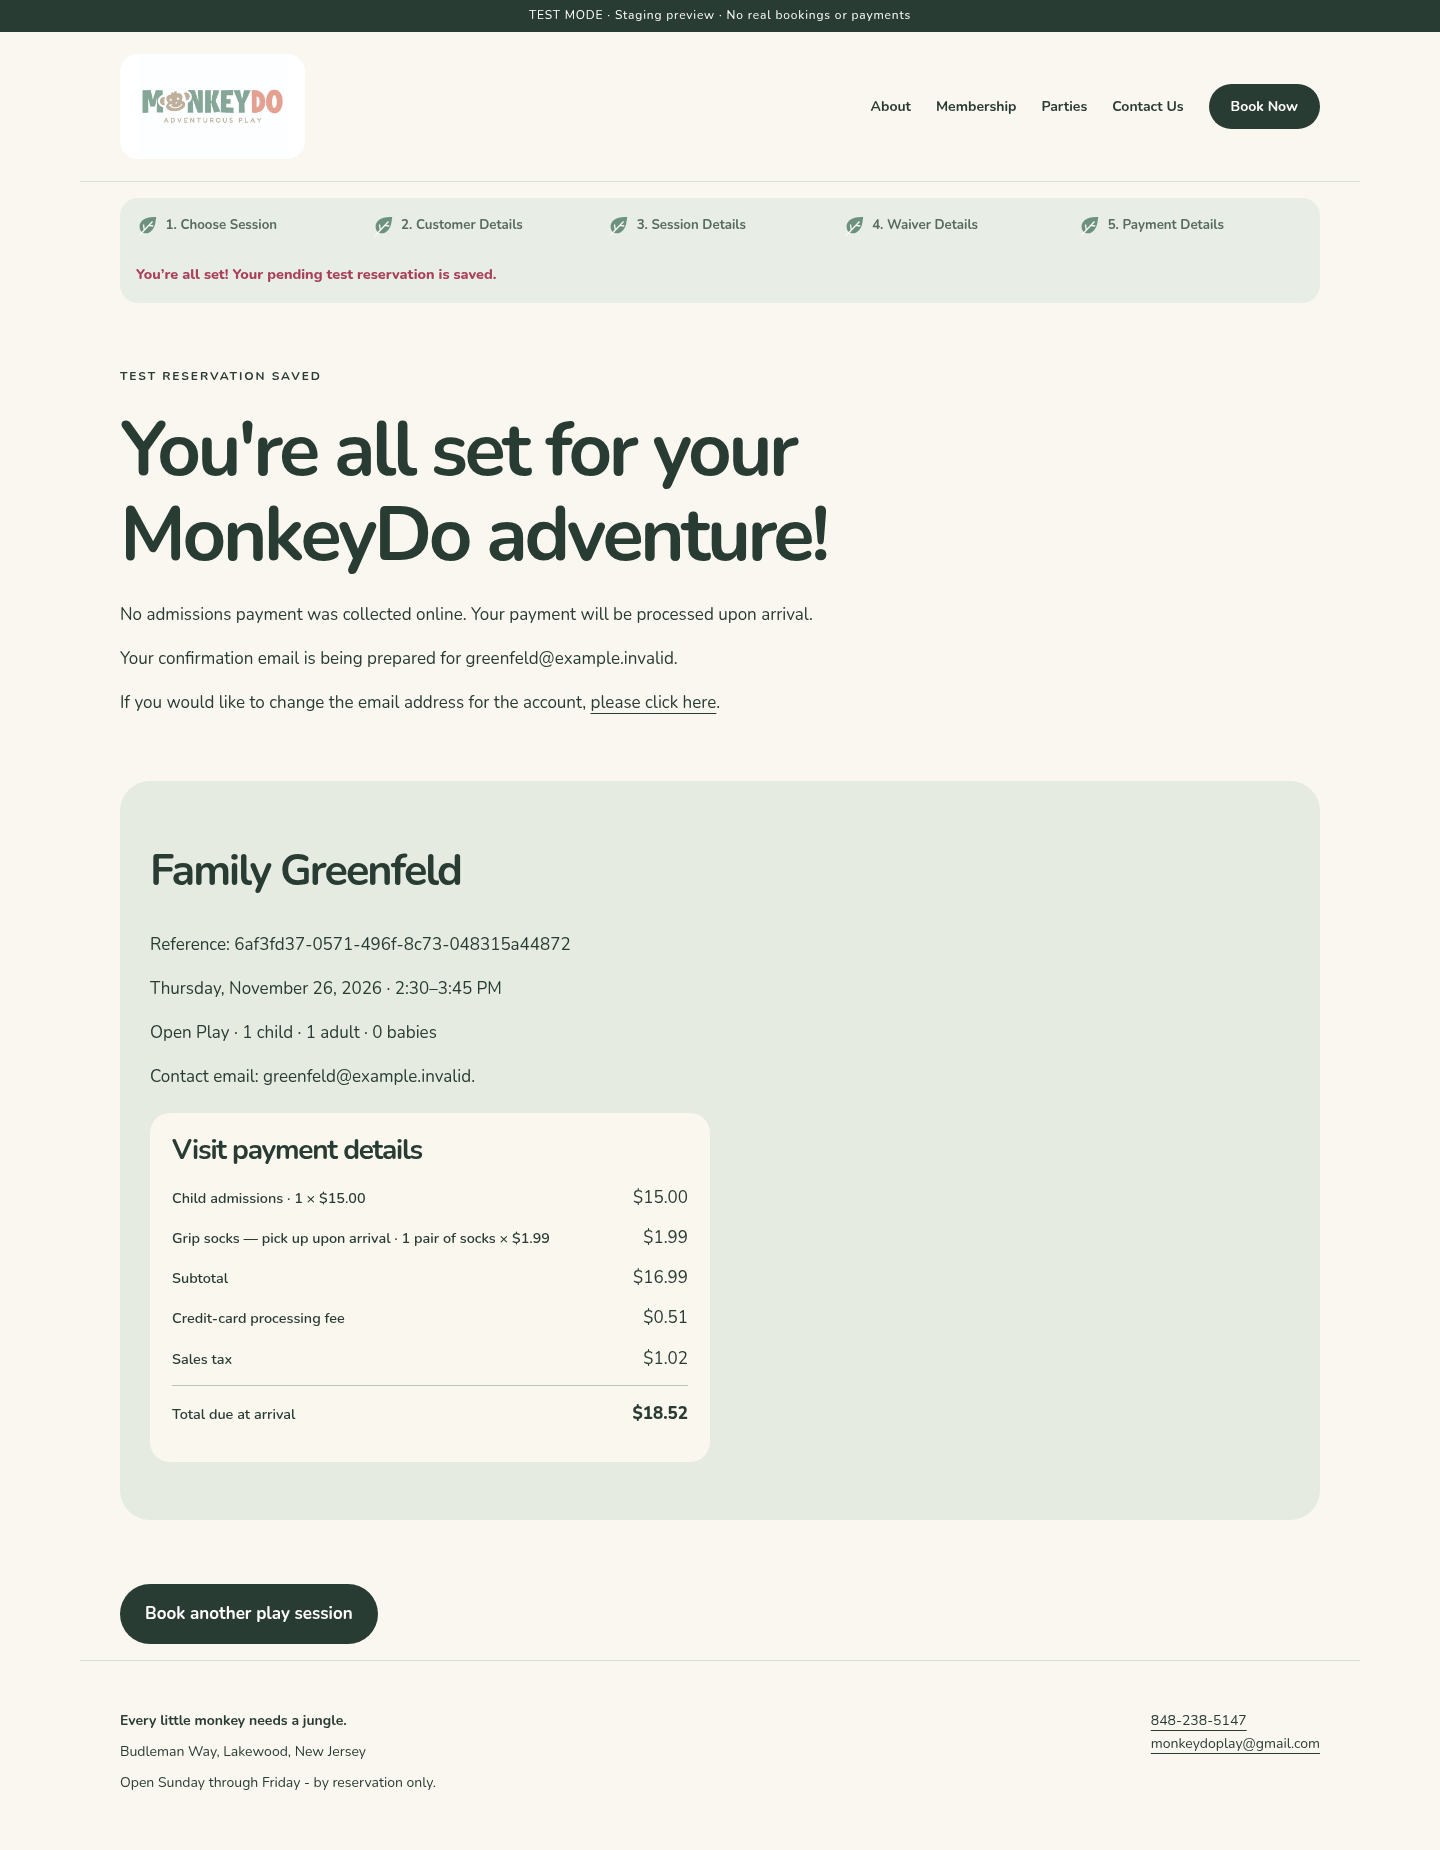 TEST MODE · Staging preview · No real bookings or payments
MONKEYDO
ADVENTUROUS PLAY
About Membership Parties Contact Us Book Now
1. Choose Session 2. Customer Details 3. Session Details 4. Waiver Details 5. Payment Details
You're all set! Your pending test reservation is saved.
TEST RESERVATION SAVED
You're all set for your
MonkeyDo adventure!
No admissions payment was collected online. Your payment will be processed upon arrival.
Your confirmation email is being prepared for greenfeld@example.invalid.
If you would like to change the email address for the account, please click here.
Family Greenfeld
Reference: 6af3fd37-0571-496f-8c73-048315a44872
Thursday, November 26, 2026 · 2:30–3:45 PM
Open Play · 1 child · 1 adult · 0 babies
Contact email: greenfeld@example.invalid.
Visit payment details
Child admissions · 1 × $15.00 $15.00
Grip socks — pick up upon arrival · 1 pair of socks × $1.99 $1.99
Subtotal $16.99
Credit-card processing fee $0.51
Sales tax $1.02
Total due at arrival $18.52
Book another play session
Every little monkey needs a jungle.
Budleman Way, Lakewood, New Jersey
Open Sunday through Friday - by reservation only.
848-238-5147
monkeydoplay@gmail.com